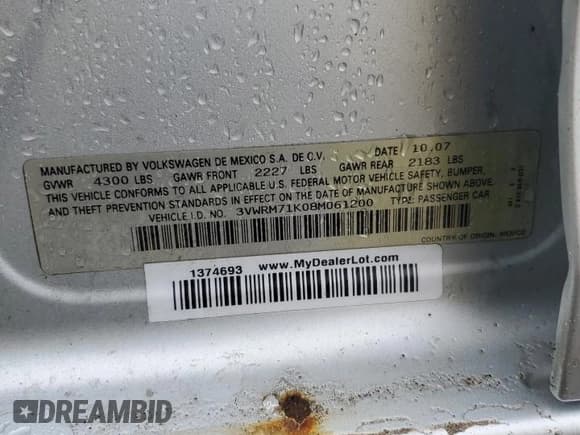 MANUFACTURED BY VOLKSWAGEN DE MEXICO S.A. DE C.V. DATE 10.07
GVWR 4300 LBS GAWR FRONT 2227 LBS GAWR REAR 2183 LBS
THIS VEHICLE CONFORMS TO ALL APPLICABLE U.S. FEDERAL MOTOR VEHICLE SAFETY, BUMPER,
AND THEFT PREVENTION STANDARDS IN EFFECT ON THE DATE OF MANUFACTURE SHOWN ABOVE.
VEHICLE I.D. NO. 3VWRM71K08M061200 TYPE: PASSENGER CAR
COUNTRY OF ORIGIN, MEXICO
1374693 www.MyDealerLot.com
DREAMBID